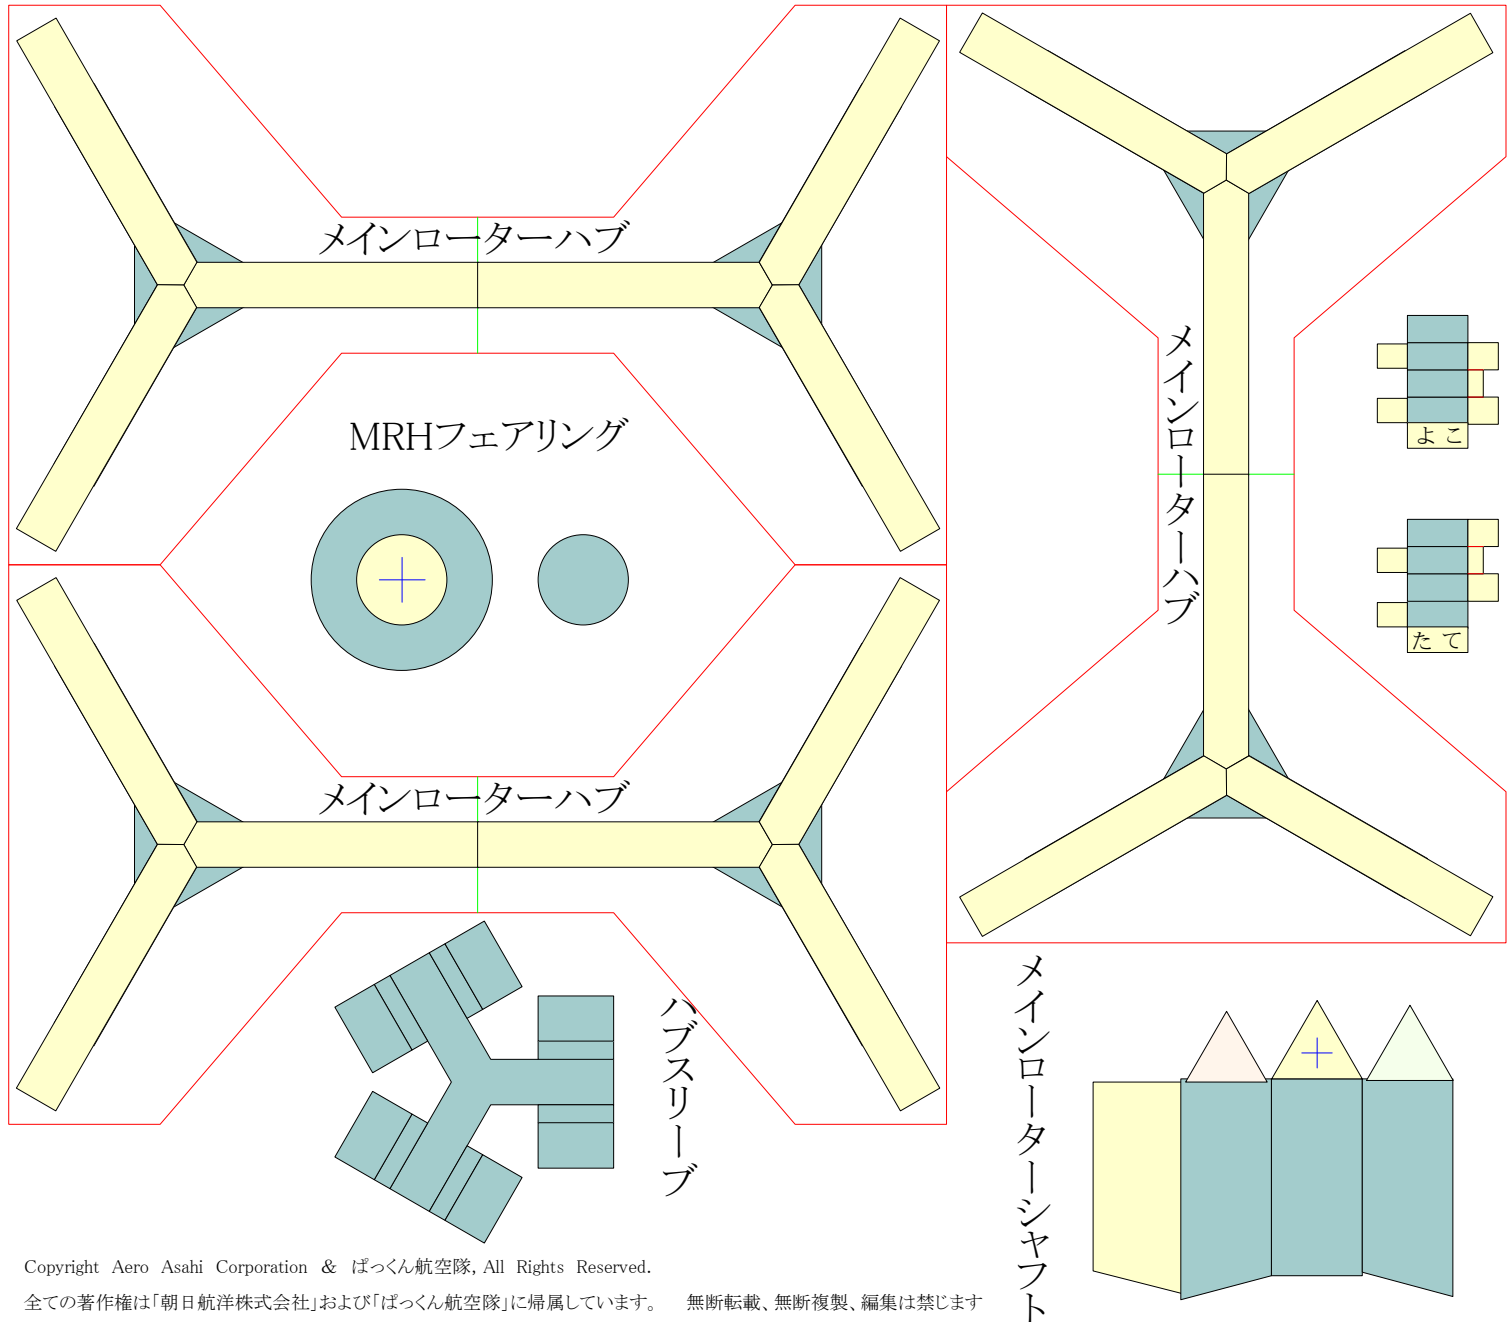 メインローターハブ
MRHフェアリング
メインローターハブ
よこ
たて
メインローターハブ
ハブスリーブ
メインローターシャフト
Copyright Aero Asahi Corporation & ぱっくん航空隊, All Rights Reserved.
全ての著作権は「朝日航洋株式会社」および「ぱっくん航空隊」に帰属しています。 無断転載、無断複製、編集は禁じます